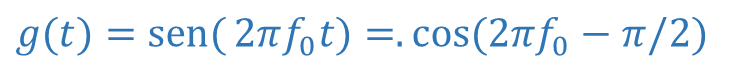 g(t) = sen( 2πf₀t) =. cos(2πf₀ − π/2)